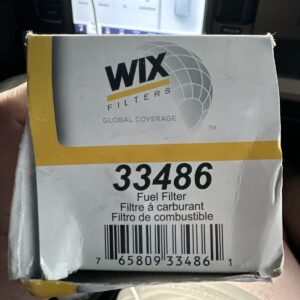 WIX
FILTERS
GLOBAL COVERAGE
TM
33486
Fuel Filter
Filtre à carburant
Filtro de combustible
7 65809 33486 1